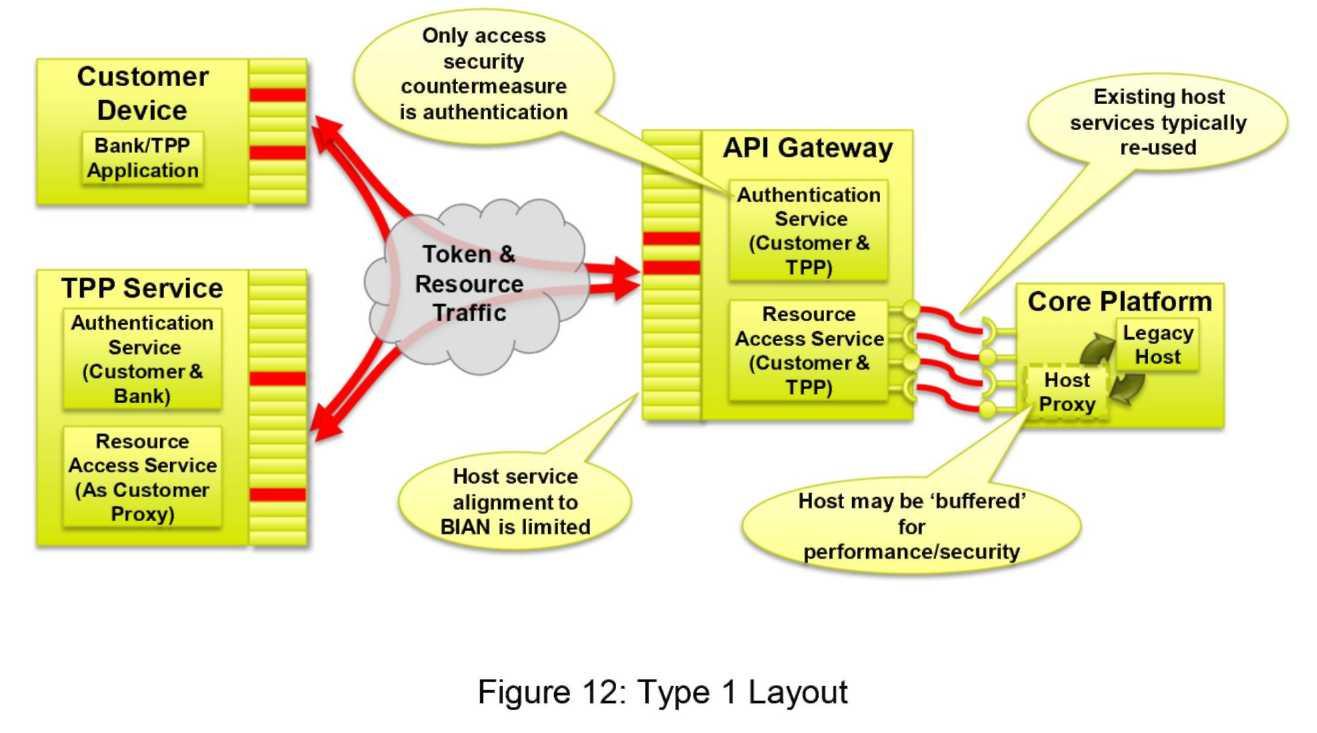 Customer
Device
Bank/TPP
Application
TPP Service
Authentication
Service
(Customer &
Bank)
Resource
Access Service
(As Customer
Proxy)
Only access
security
countermeasure
is authentication
Token &
Resource
Traffic
Host service
alignment to
BIAN is limited
API Gateway
Authentication
Service
(Customer &
TPP)
Resource
Access Service
(Customer &
TPP)
Existing host
services typically
re-used
Core Platform
Legacy
Host
Host
Proxy
Host may be ‘buffered’
for
performance/security
Figure 12: Type 1 Layout